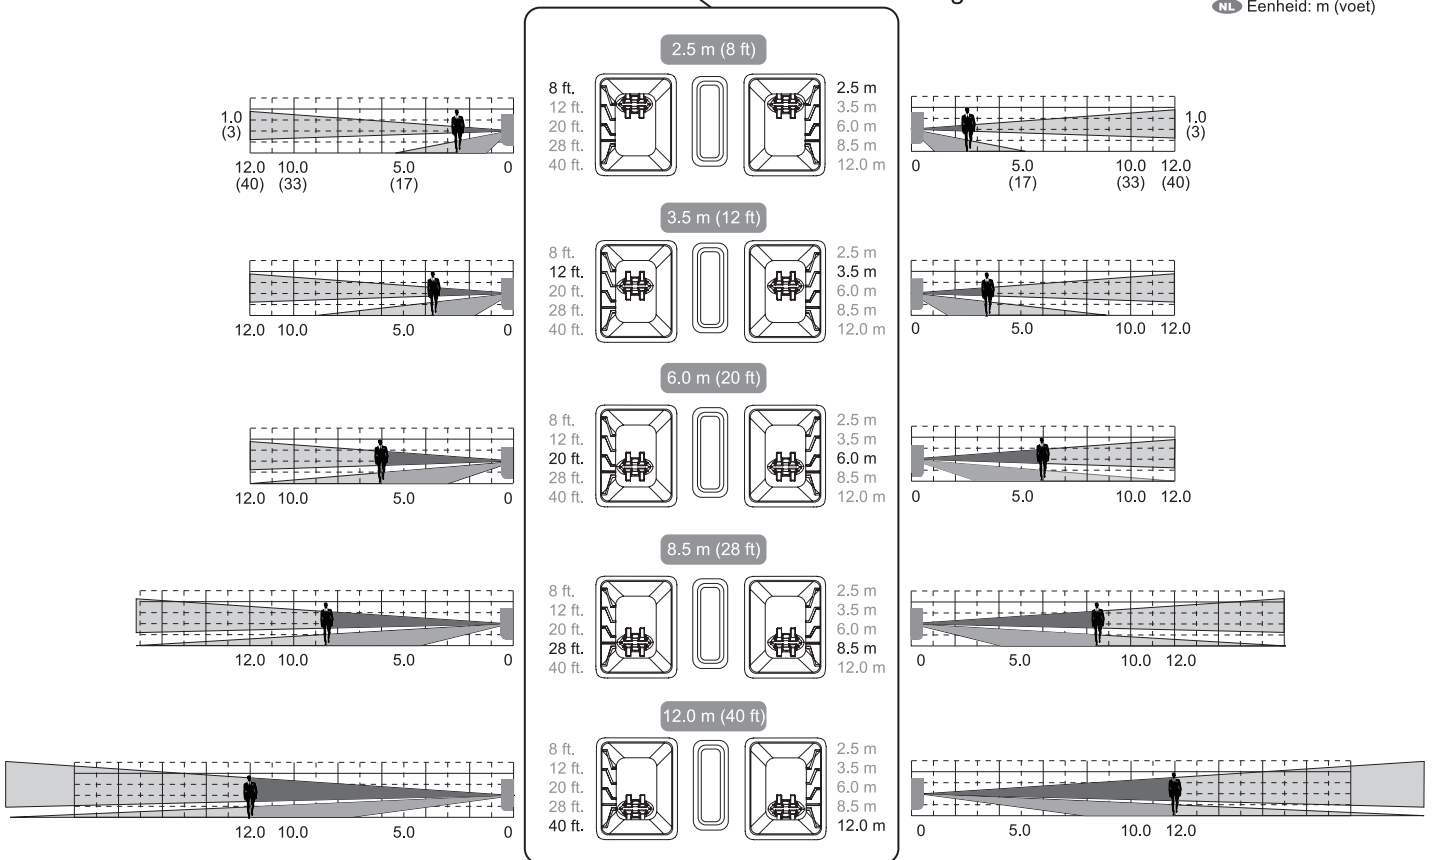 NL Eenheid: m (voet)
2.5 m (8 ft)
1.0
(3)
12.0 10.0 5.0 0
(40) (33) (17)
8 ft.
12 ft.
20 ft.
28 ft.
40 ft.
2.5 m
3.5 m
6.0 m
8.5 m
12.0 m
1.0
(3)
0 5.0 10.0 12.0
(17) (33) (40)
3.5 m (12 ft)
12.0 10.0 5.0 0
8 ft.
12 ft.
20 ft.
28 ft.
40 ft.
2.5 m
3.5 m
6.0 m
8.5 m
12.0 m
0 5.0 10.0 12.0
6.0 m (20 ft)
12.0 10.0 5.0 0
8 ft.
12 ft.
20 ft.
28 ft.
40 ft.
2.5 m
3.5 m
6.0 m
8.5 m
12.0 m
0 5.0 10.0 12.0
8.5 m (28 ft)
12.0 10.0 5.0 0
8 ft.
12 ft.
20 ft.
28 ft.
40 ft.
2.5 m
3.5 m
6.0 m
8.5 m
12.0 m
0 5.0 10.0 12.0
12.0 m (40 ft)
12.0 10.0 5.0 0
8 ft.
12 ft.
20 ft.
28 ft.
40 ft.
2.5 m
3.5 m
6.0 m
8.5 m
12.0 m
0 5.0 10.0 12.0